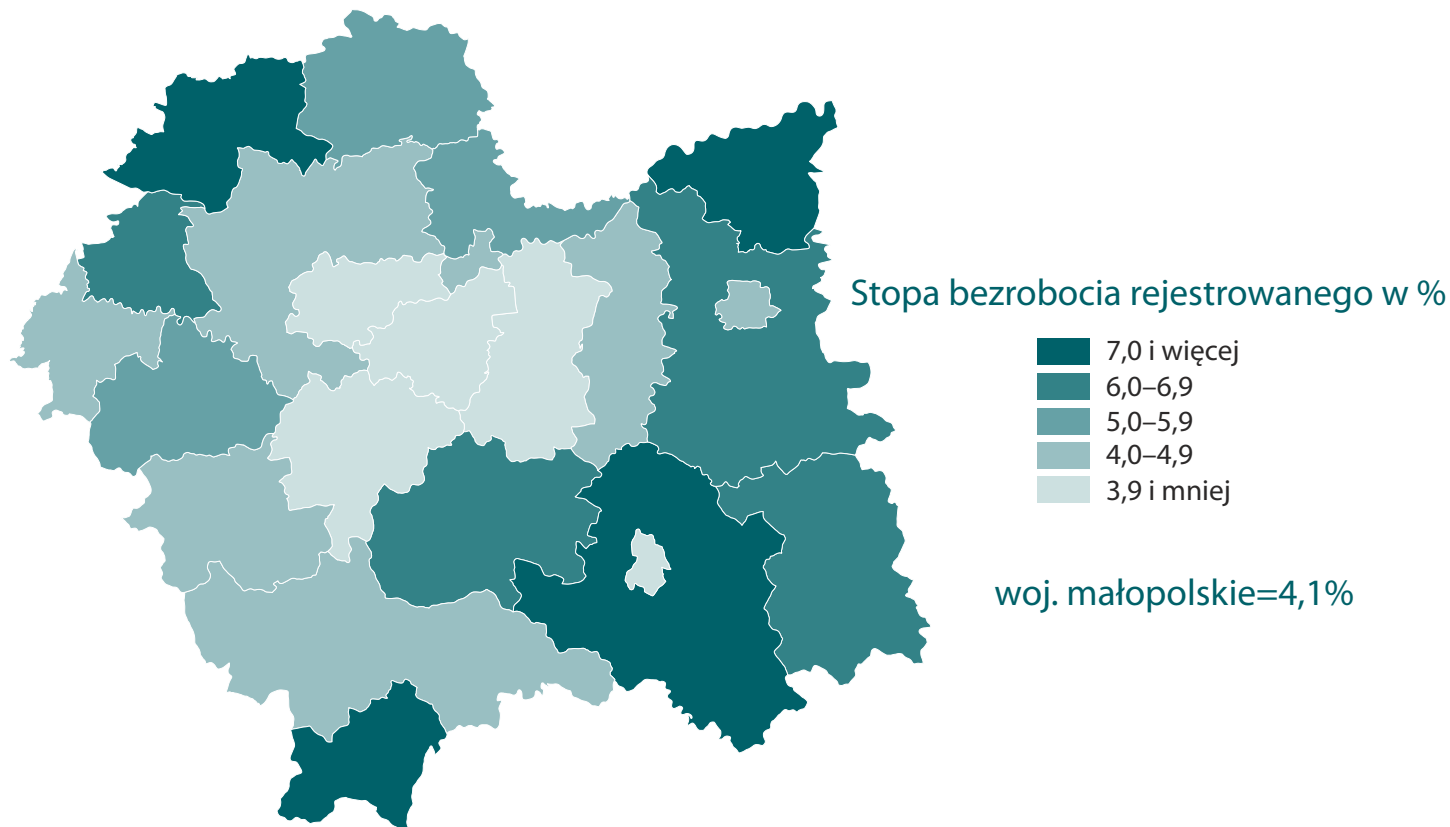 Stopa bezrobocia rejestrowanego w %
7,0 i więcej
6,0–6,9
5,0–5,9
4,0–4,9
3,9 i mniej
woj. małopolskie=4,1%